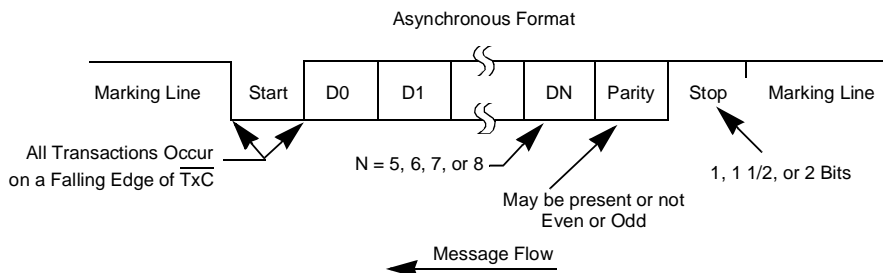 Asynchronous Format
Marking Line
Start
D0
D1
DN
Parity
Stop
Marking Line
All Transactions Occur
on a Falling Edge of TxC
N = 5, 6, 7, or 8
May be present or not
Even or Odd
1, 1 1/2, or 2 Bits
Message Flow